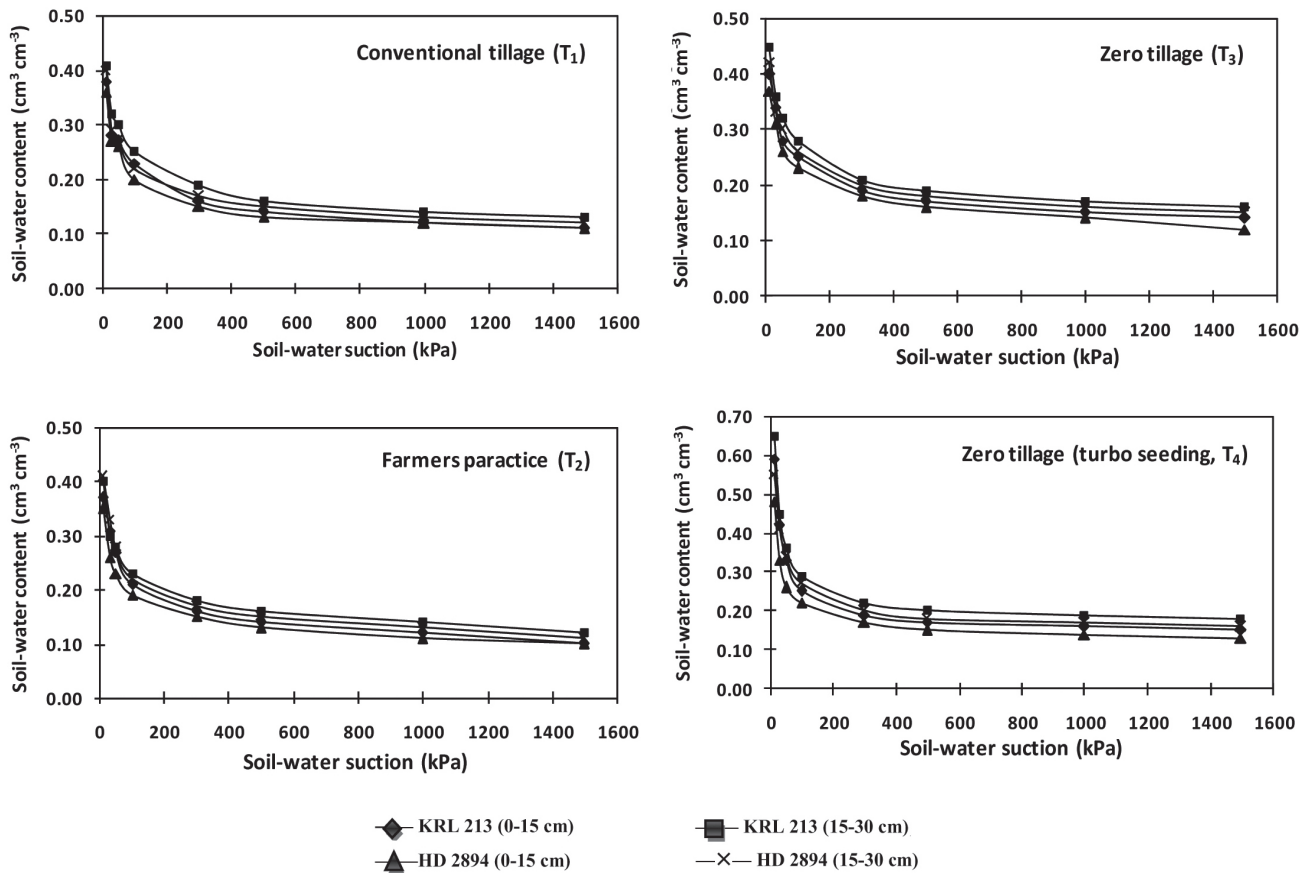 Conventional tillage (T₁)
Soil-water content (cm³ cm⁻³)
0.50
0.40
0.30
0.20
0.10
0.00
0 200 400 600 800 1000 1200 1400 1600
Soil-water suction (kPa)
Zero tillage (T₃)
Soil-water content (cm³ cm⁻³)
0.50
0.40
0.30
0.20
0.10
0.00
0 200 400 600 800 1000 1200 1400 1600
Soil-water suction (kPa)
Farmers paractice (T₂)
Soil-water content (cm³ cm⁻³)
0.50
0.40
0.30
0.20
0.10
0.00
0 200 400 600 800 1000 1200 1400 1600
Soil-water suction (kPa)
Zero tillage (turbo seeding, T₄)
Soil-water content (cm³ cm⁻³)
0.70
0.60
0.50
0.40
0.30
0.20
0.10
0.00
0 200 400 600 800 1000 1200 1400 1600
Soil-water suction (kPa)
KRL 213 (0-15 cm)
KRL 213 (15-30 cm)
HD 2894 (0-15 cm)
HD 2894 (15-30 cm)